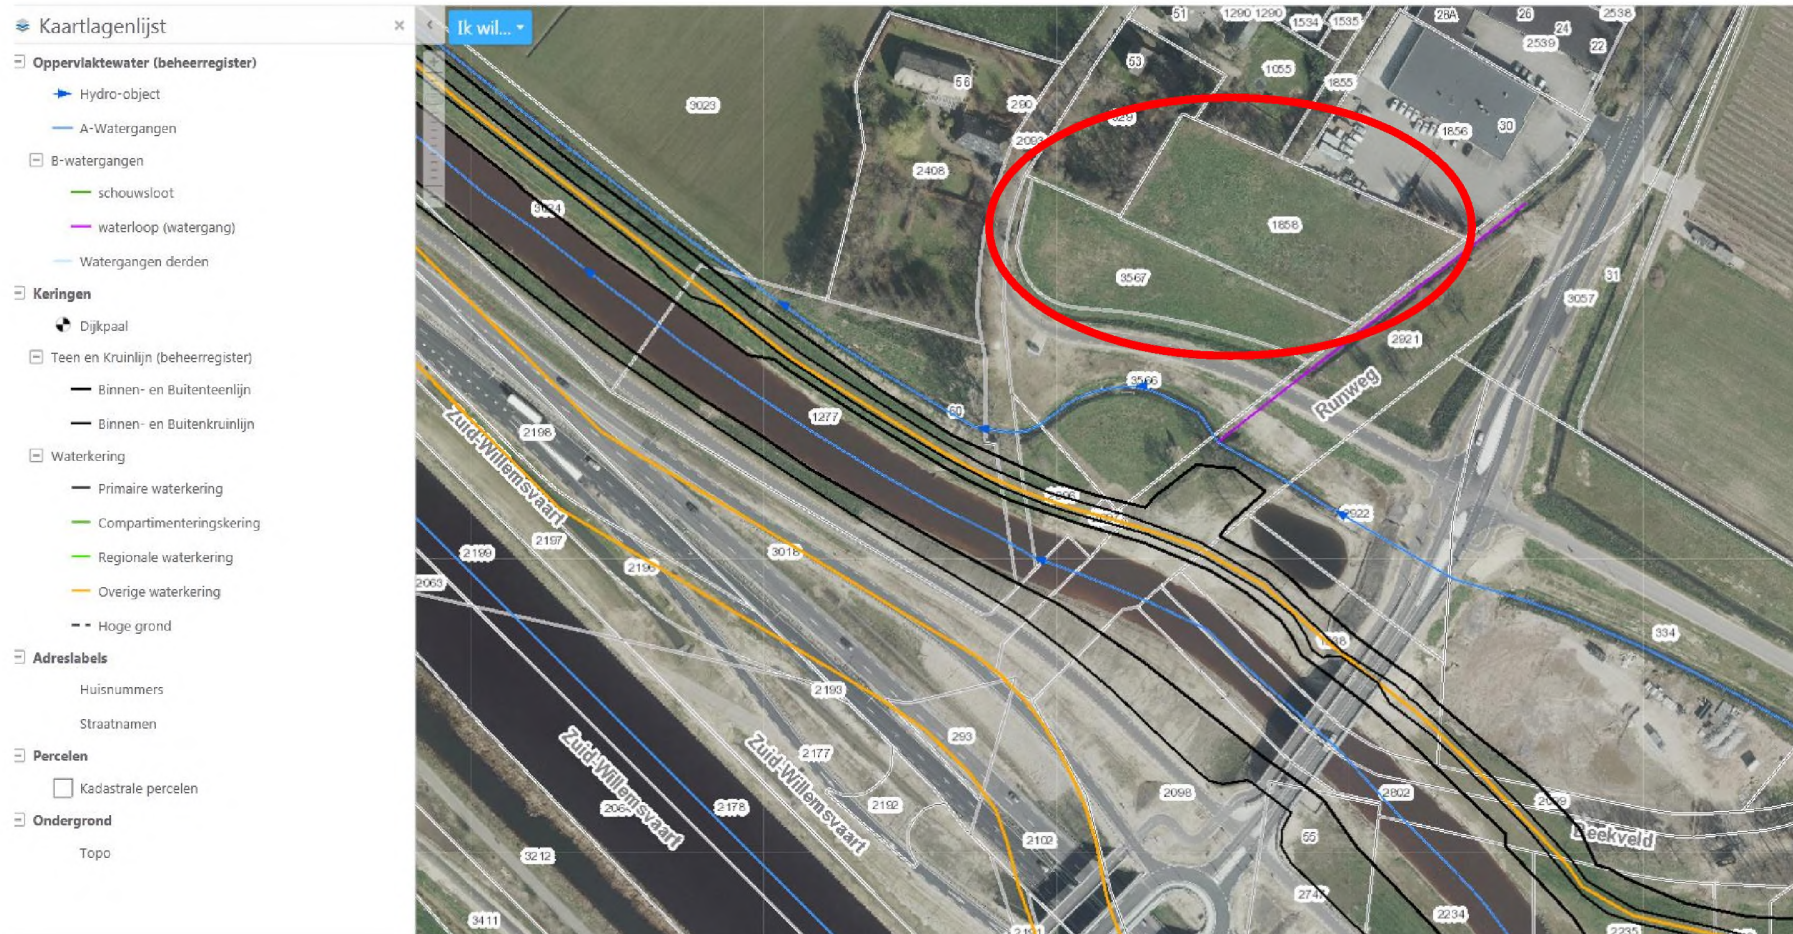 Kaartlagenlijst
Oppervlaktewater (beheerregister)
Hydro-object
A-Watergangen
B-watergangen
schouwsloot
waterloop (watergang)
Watergangen derden
Keringen
Dijkpaal
Teen en Kruinlijn (beheerregister)
Binnen- en Buitenteenlijn
Binnen- en Buitenkruinlijn
Waterkering
Primaire waterkering
Compartimenteringskering
Regionale waterkering
Overige waterkering
Hoge grond
Adreslabels
Huisnummers
Straatnamen
Percelen
Kadastrale percelen
Ondergrond
Topo
Ik wil...
51
1290
1290
1534
1535
28A
26
2538
24
2539
22
53
56
1055
1855
3023
290
1856
30
2408
1858
3567
31
3057
2921
3566
Runweg
60
1277
2198
Zuid-Willemsvaart
2922
2197
2199
3018
2063
334
2193
293
Zuid-Willemsvaart
Zuid-Willemsvaart
2177
2178
2192
2098
2802
Beekveld
2102
55
3212
2747
3411
2234
2235